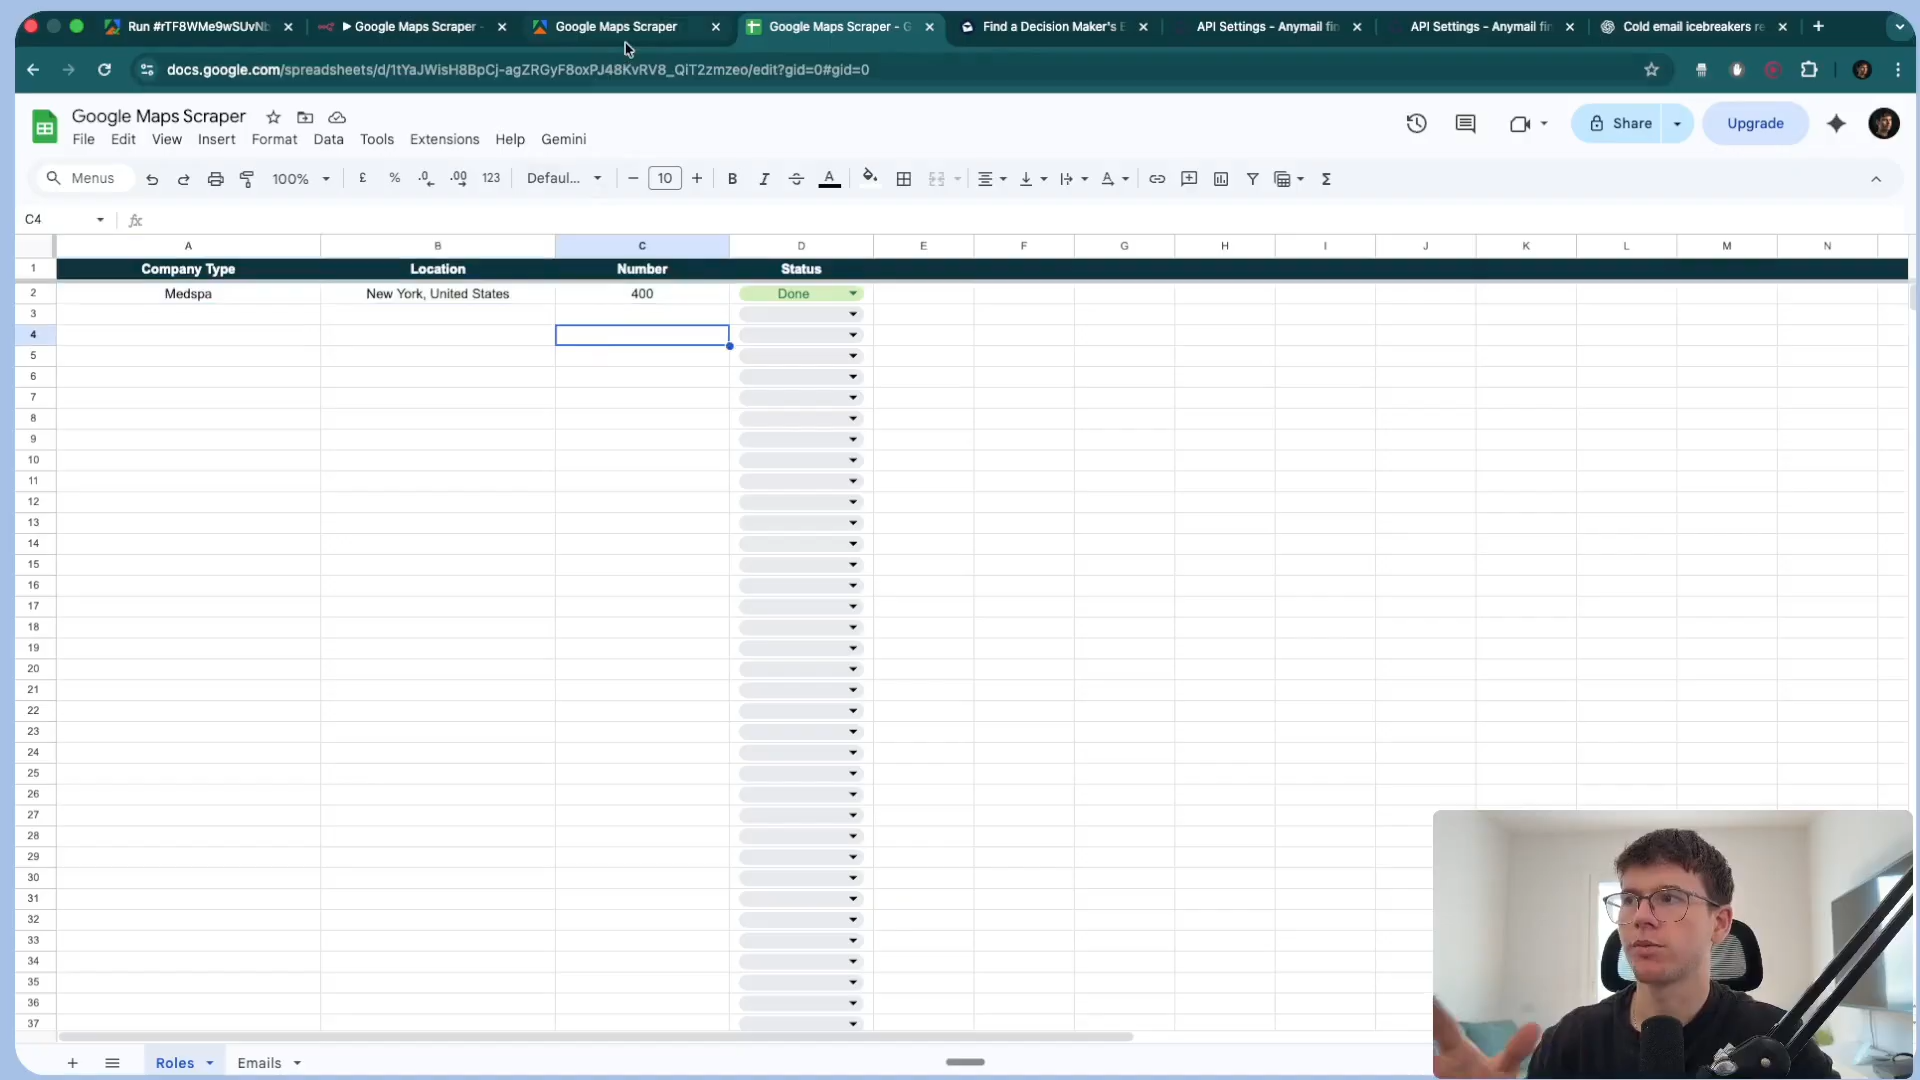 Run #rTF8WMe9wSUvNb
Google Maps Scraper -
Google Maps Scraper
Google Maps Scraper - G
Find a Decision Maker's E
API Settings - Anymail fin
API Settings - Anymail fin
Cold email icebreakers re
docs.google.com/spreadsheets/d/1tYaJWisH8BpCj-agZRGyF8oxPJ48KvRV8_QiT2zmzeo/edit?gid=0#gid=0
Google Maps Scraper
File Edit View Insert Format Data Tools Extensions Help Gemini
Share
Upgrade
Menus 100% £ % .0 .00 123 Defaul... − 10 + B I A Σ
C4 fx
A B C D E F G H I J K L M N
1 Company Type Location Number Status
2 Medspa New York, United States 400 Done
3
4
5
6
7
8
9
10
11
12
13
14
15
16
17
18
19
20
21
22
23
24
25
26
27
28
29
30
31
32
33
34
35
36
37
Roles Emails